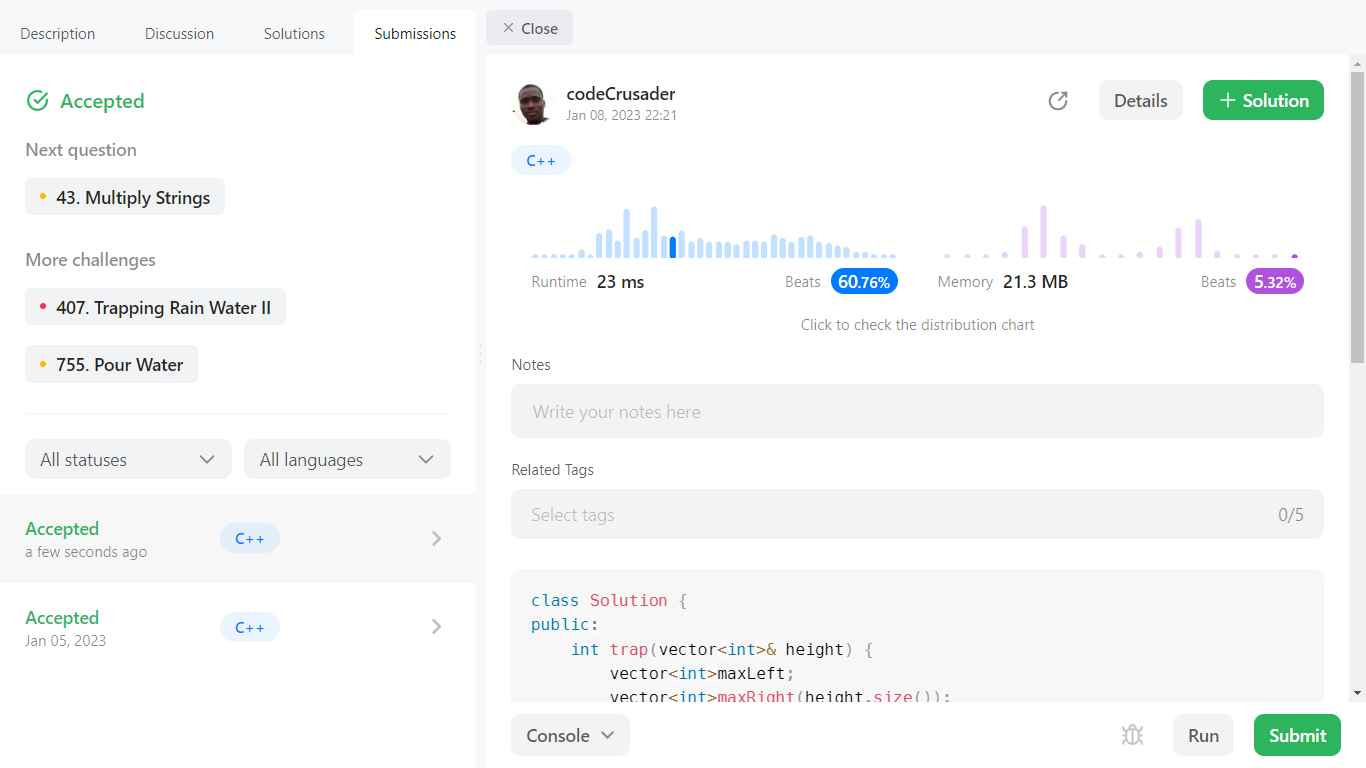 Description
Discussion
Solutions
Submissions
Close
Accepted
Next question
43. Multiply Strings
More challenges
407. Trapping Rain Water II
755. Pour Water
All statuses
All languages
Accepted
a few seconds ago
C++
Accepted
Jan 05, 2023
C++
codeCrusader
Jan 08, 2023 22:21
Details
+ Solution
C++
Runtime 23 ms
Beats 60.76%
Memory 21.3 MB
Beats 5.32%
Click to check the distribution chart
Notes
Write your notes here
Related Tags
Select tags
0/5
class Solution {
public:
    int trap(vector<int>& height) {
        vector<int>maxLeft;
        vector<int>maxRight(height.size());
Console
Run
Submit